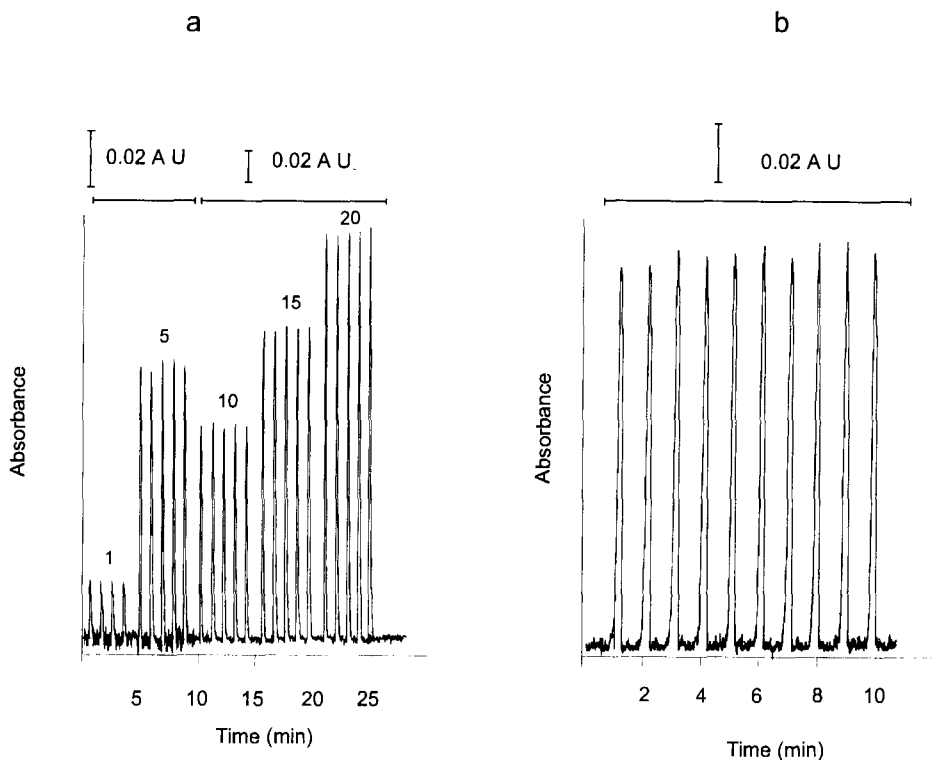 a
0.02 A U
0.02 A U
20
15
5
10
1
Absorbance
5 10 15 20 25
Time (min)
b
0.02 A U
Absorbance
2 4 6 8 10
Time (min)